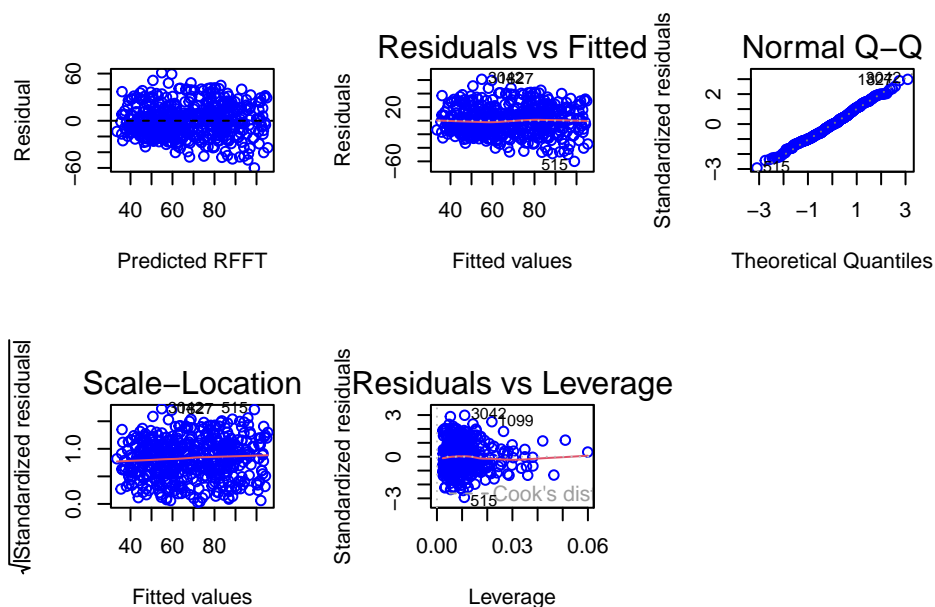 Residual
60
0
−60
40 60 80
Predicted RFFT
Residuals vs Fitted
Residuals
20
−60
515
40 60 80
Fitted values
Normal Q−Q
Standardized residuals
2
0
−3
3042
515
−3 −1 1 3
Theoretical Quantiles
Scale−Location
√|Standardized residuals|
1.0
0.0
515
40 60 80
Fitted values
Residuals vs Leverage
Standardized residuals
3
0
−3
3042
1099
515
Cook's dis
0.00 0.03 0.06
Leverage